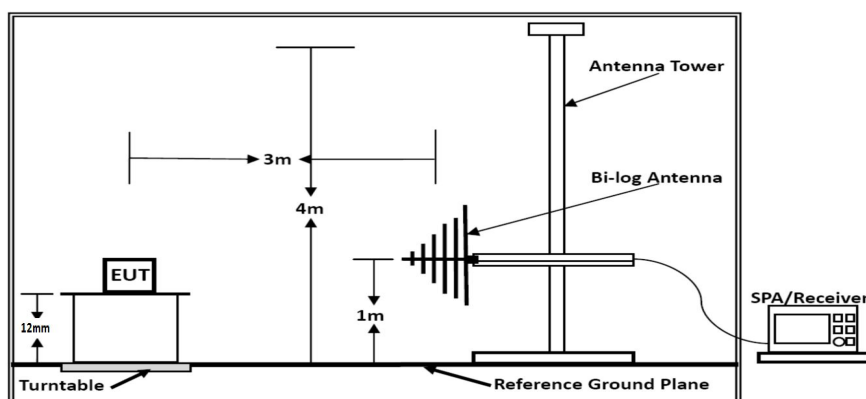 Antenna Tower
3m
Bi-log Antenna
4m
EUT
12mm
1m
SPA/Receiver
Turntable
Reference Ground Plane